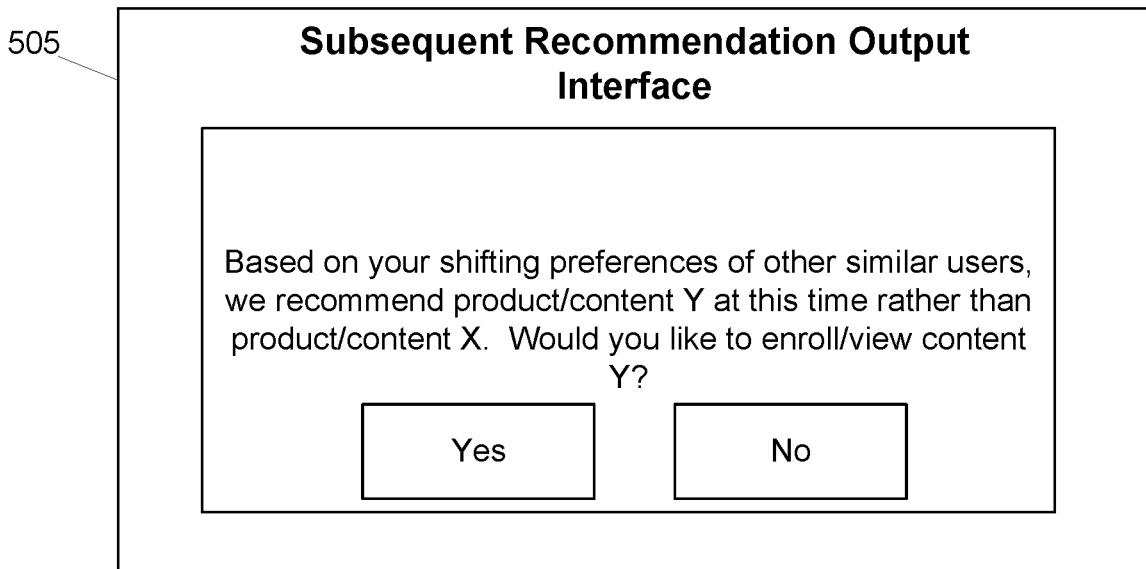 505
Subsequent Recommendation Output
Interface
Based on your shifting preferences of other similar users,
we recommend product/content Y at this time rather than
product/content X.  Would you like to enroll/view content
Y?
Yes
No